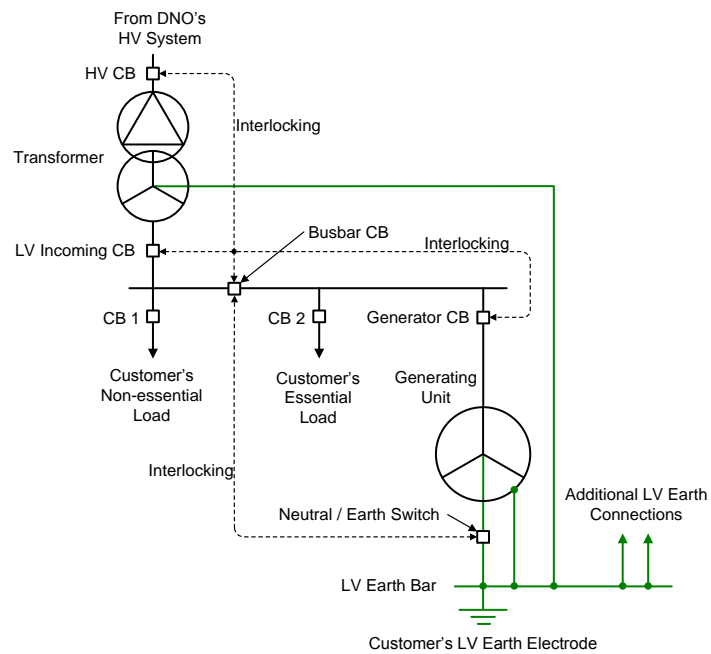 From DNO's
HV System
HV CB
Interlocking
Transformer
Busbar CB
LV Incoming CB
Interlocking
CB 1
CB 2
Generator CB
Customer's
Non-essential
Load
Customer's
Essential
Load
Generating
Unit
Interlocking
Additional LV Earth
Connections
Neutral / Earth Switch
LV Earth Bar
Customer's LV Earth Electrode